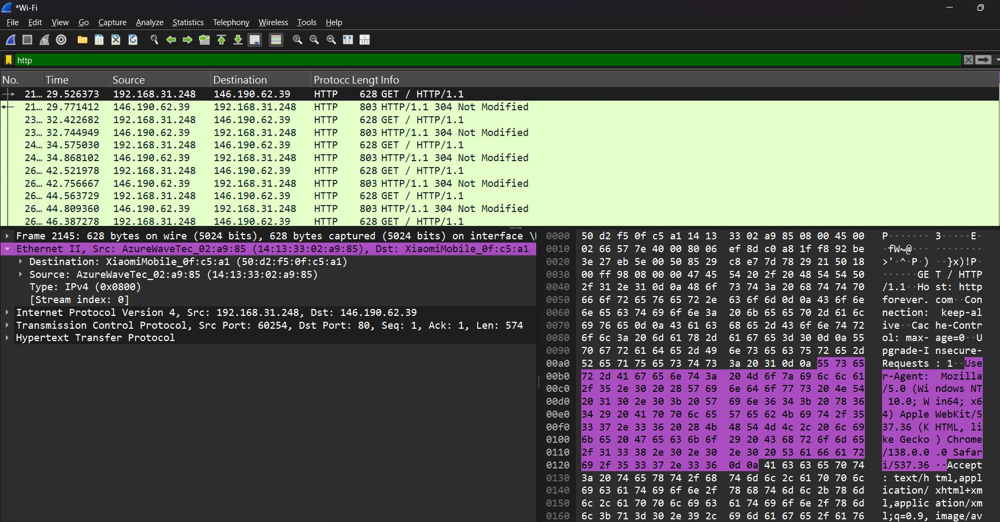 *Wi-Fi
File Edit View Go Capture Analyze Statistics Telephony Wireless Tools Help
http
No. Time Source Destination Protocc Lengt Info
21… 29.526373 192.168.31.248 146.190.62.39 HTTP 628 GET / HTTP/1.1
21… 29.771412 146.190.62.39 192.168.31.248 HTTP 803 HTTP/1.1 304 Not Modified
23… 32.422682 192.168.31.248 146.190.62.39 HTTP 628 GET / HTTP/1.1
23… 32.744949 146.190.62.39 192.168.31.248 HTTP 803 HTTP/1.1 304 Not Modified
24… 34.575030 192.168.31.248 146.190.62.39 HTTP 628 GET / HTTP/1.1
24… 34.868102 146.190.62.39 192.168.31.248 HTTP 803 HTTP/1.1 304 Not Modified
26… 42.521978 192.168.31.248 146.190.62.39 HTTP 628 GET / HTTP/1.1
26… 42.756667 146.190.62.39 192.168.31.248 HTTP 803 HTTP/1.1 304 Not Modified
26… 44.563729 192.168.31.248 146.190.62.39 HTTP 628 GET / HTTP/1.1
26… 44.809360 146.190.62.39 192.168.31.248 HTTP 803 HTTP/1.1 304 Not Modified
26… 46.387278 192.168.31.248 146.190.62.39 HTTP 628 GET / HTTP/1.1
Frame 2145: 628 bytes on wire (5024 bits), 628 bytes captured (5024 bits) on interface \
Ethernet II, Src: AzureWaveTec_02:a9:85 (14:13:33:02:a9:85), Dst: XiaomiMobile_0f:c5:a1
Destination: XiaomiMobile_0f:c5:a1 (50:d2:f5:0f:c5:a1)
Source: AzureWaveTec_02:a9:85 (14:13:33:02:a9:85)
Type: IPv4 (0x0800)
[Stream index: 0]
Internet Protocol Version 4, Src: 192.168.31.248, Dst: 146.190.62.39
Transmission Control Protocol, Src Port: 60254, Dst Port: 80, Seq: 1, Ack: 1, Len: 574
Hypertext Transfer Protocol
0000 50 d2 f5 0f c5 a1 14 13 33 02 a9 85 08 00 45 00 P······· 3·····E·
0010 02 66 57 7e 40 00 80 06 ef 8d c0 a8 1f f8 92 be ·fW~@··· ········
0020 3e 27 eb 5e 00 50 85 29 c8 e7 7d 78 29 21 50 18 >'·^·P·) ··}x)!P·
0030 00 ff 98 08 00 00 47 45 54 20 2f 20 48 54 54 50 ······GE T / HTTP
0040 2f 31 2e 31 0d 0a 48 6f 73 74 3a 20 68 74 74 70 /1.1··Ho st: http
0050 66 6f 72 65 76 65 72 2e 63 6f 6d 0d 0a 43 6f 6e forever. com··Con
0060 6e 65 63 74 69 6f 6e 3a 20 6b 65 65 70 2d 61 6c nection: keep-al
0070 69 76 65 0d 0a 43 61 63 68 65 2d 43 6f 6e 74 72 ive··Cac he-Contr
0080 6f 6c 3a 20 6d 61 78 2d 61 67 65 3d 30 0d 0a 55 ol: max- age=0··U
0090 70 67 72 61 64 65 2d 49 6e 73 65 63 75 72 65 2d pgrade-I nsecure-
00a0 52 65 71 75 65 73 74 73 3a 20 31 0d 0a 55 73 65 Requests : 1··Use
00b0 72 2d 41 67 65 6e 74 3a 20 4d 6f 7a 69 6c 6c 61 r-Agent: Mozilla
00c0 2f 35 2e 30 20 28 57 69 6e 64 6f 77 73 20 4e 54 /5.0 (Wi ndows NT
00d0 20 31 30 2e 30 3b 20 57 69 6e 36 34 3b 20 78 36 10.0; W in64; x6
00e0 34 29 20 41 70 70 6c 65 57 65 62 4b 69 74 2f 35 4) Apple WebKit/5
00f0 33 37 2e 33 36 20 28 4b 48 54 4d 4c 2c 20 6c 69 37.36 (K HTML, li
0100 6b 65 20 47 65 63 6b 6f 29 20 43 68 72 6f 6d 65 ke Gecko ) Chrome
0110 2f 31 33 38 2e 30 2e 30 2e 30 20 53 61 66 61 72 /138.0.0 .0 Safar
0120 69 2f 35 33 37 2e 33 36 0d 0a 41 63 63 65 70 74 i/537.36 ··Accept
0130 3a 20 74 65 78 74 2f 68 74 6d 6c 2c 61 70 70 6c : text/h tml,appl
0140 69 63 61 74 69 6f 6e 2f 78 68 74 6d 6c 2b 78 6d ication/ xhtml+xm
0150 6c 2c 61 70 70 6c 69 63 61 74 69 6f 6e 2f 78 6d l,applic ation/xm
0160 6c 3b 71 3d 30 2e 39 2c 69 6d 61 67 65 2f 61 76 l;q=0.9, image/av